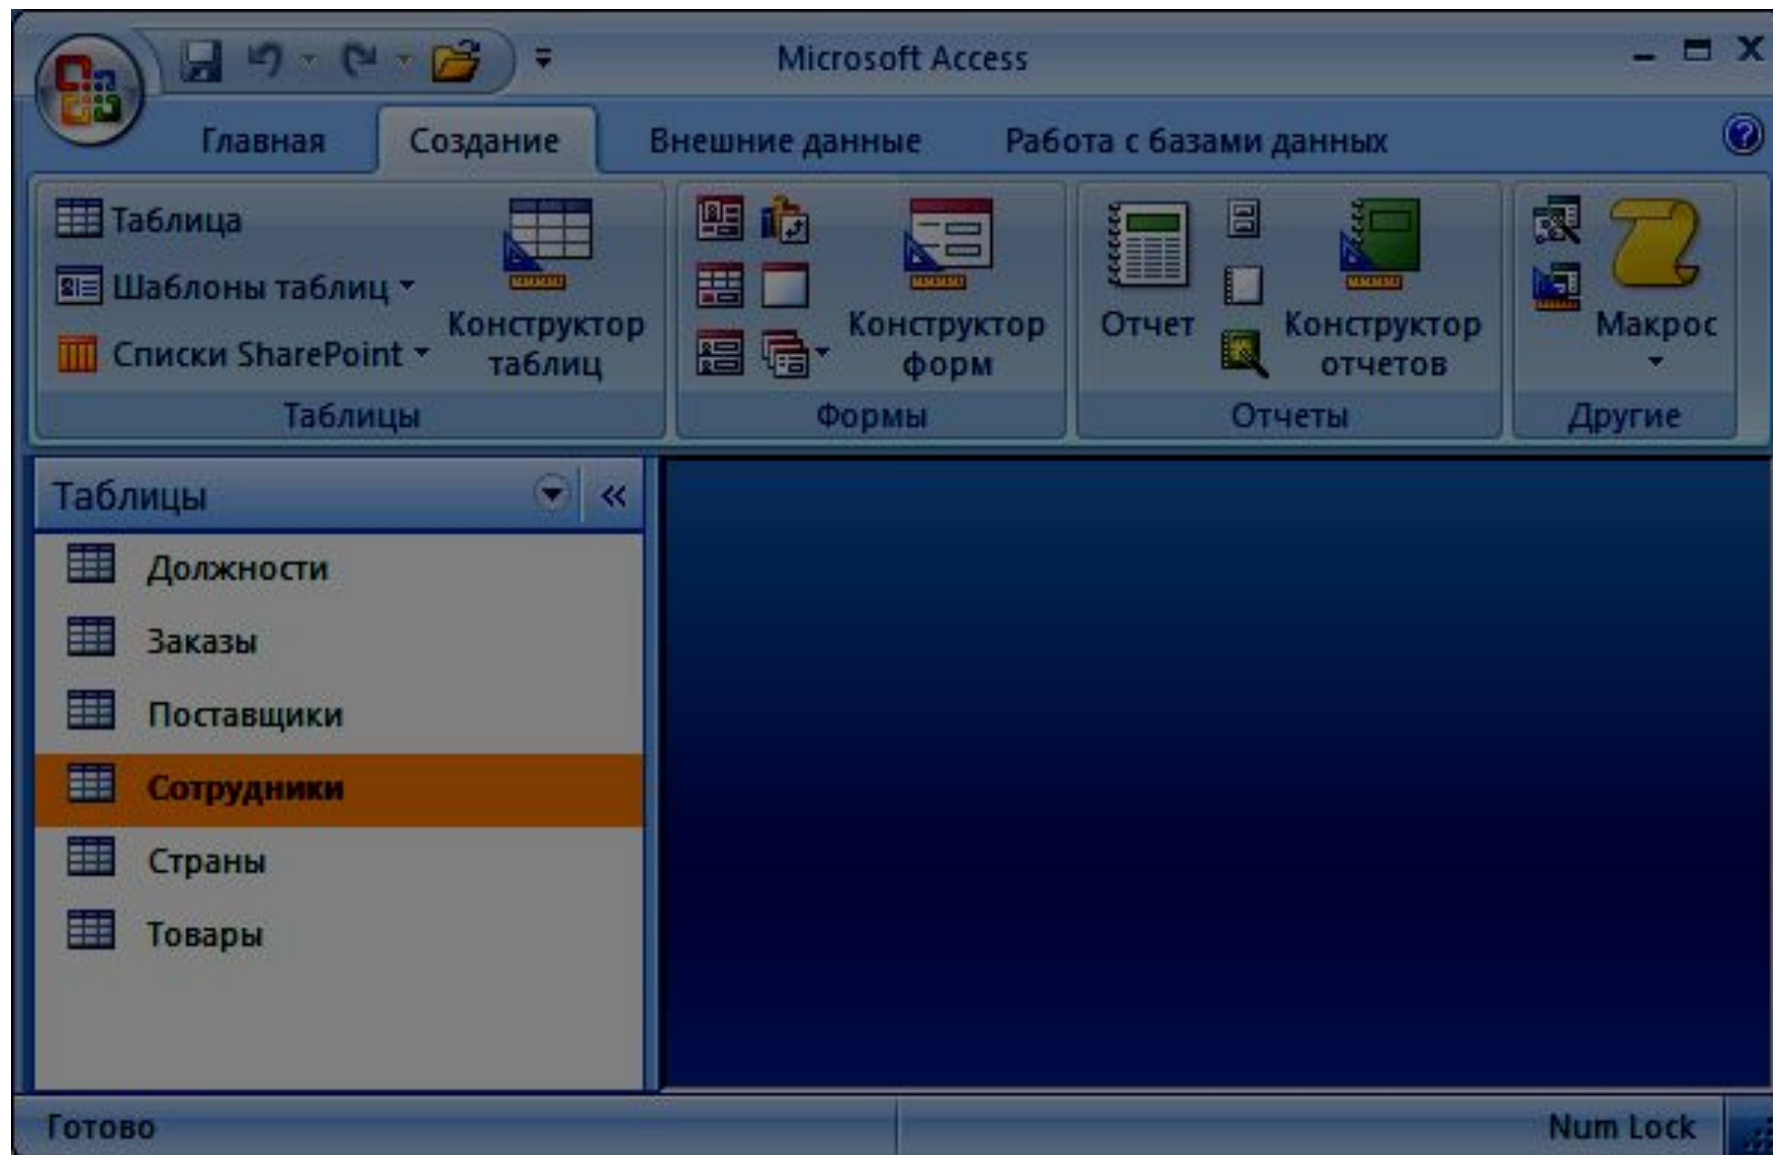 Microsoft Access
Главная Создание Внешние данные Работа с базами данных
Таблица
Шаблоны таблиц
Списки SharePoint
Конструктор таблиц
Таблицы
Конструктор форм
Формы
Отчет
Конструктор отчетов
Отчеты
Макрос
Другие
Таблицы
Должности
Заказы
Поставщики
Сотрудники
Страны
Товары
Готово
Num Lock